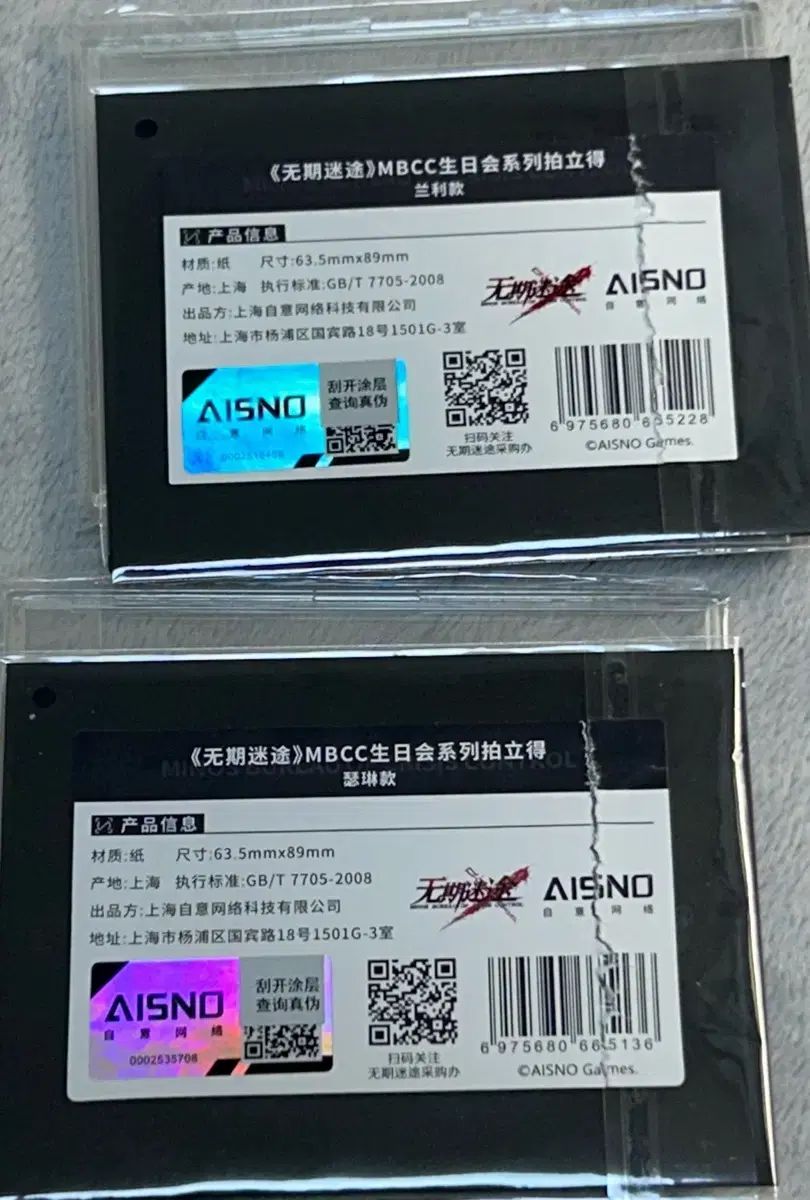 《无期迷途》MBCC生日会系列拍立得
兰利款
产品信息
材质:纸 尺寸:63.5mmx89mm
产地:上海 执行标准:GB/T 7705-2008
出品方:上海自意网络科技有限公司
地址:上海市杨浦区国宾路18号1501G-3室
无期迷途
AISNO
自意网络
AISNO
自意网络
刮开涂层
查询真伪
扫码关注
无期迷途采购办
©AISNO Games.
《无期迷途》MBCC生日会系列拍立得
瑟琳款
产品信息
材质:纸 尺寸:63.5mmx89mm
产地:上海 执行标准:GB/T 7705-2008
出品方:上海自意网络科技有限公司
地址:上海市杨浦区国宾路18号1501G-3室
无期迷途
AISNO
自意网络
AISNO
自意网络
0002535708
刮开涂层
查询真伪
扫码关注
无期迷途采购办
6 975680 665136
©AISNO Games.